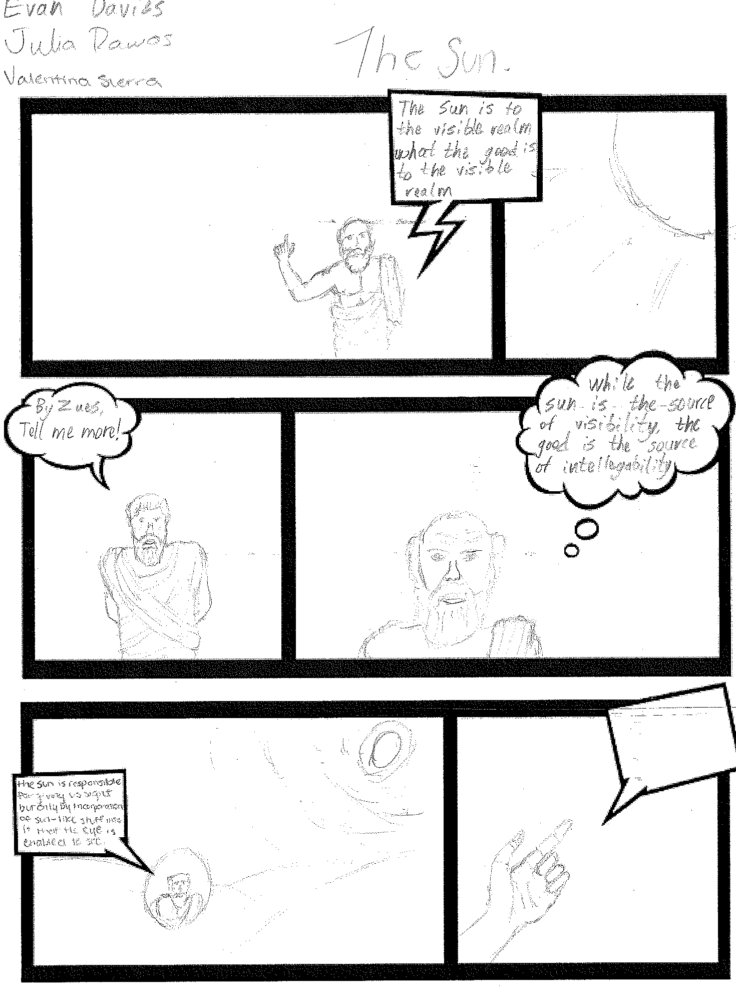 Evan Davies
Julia Dawos
Valentina Sierra
The Sun.
The Sun is to
the visible realm
what the good is
to the visible
realm
By Zues,
Tell me more!
While the
sun is the source
of visibility, the
good is the source
of intellegability
the sun is responsible
for giving us sight
but only by incorporation
of sun-like stuff into
it that the eye is
enabled to see.